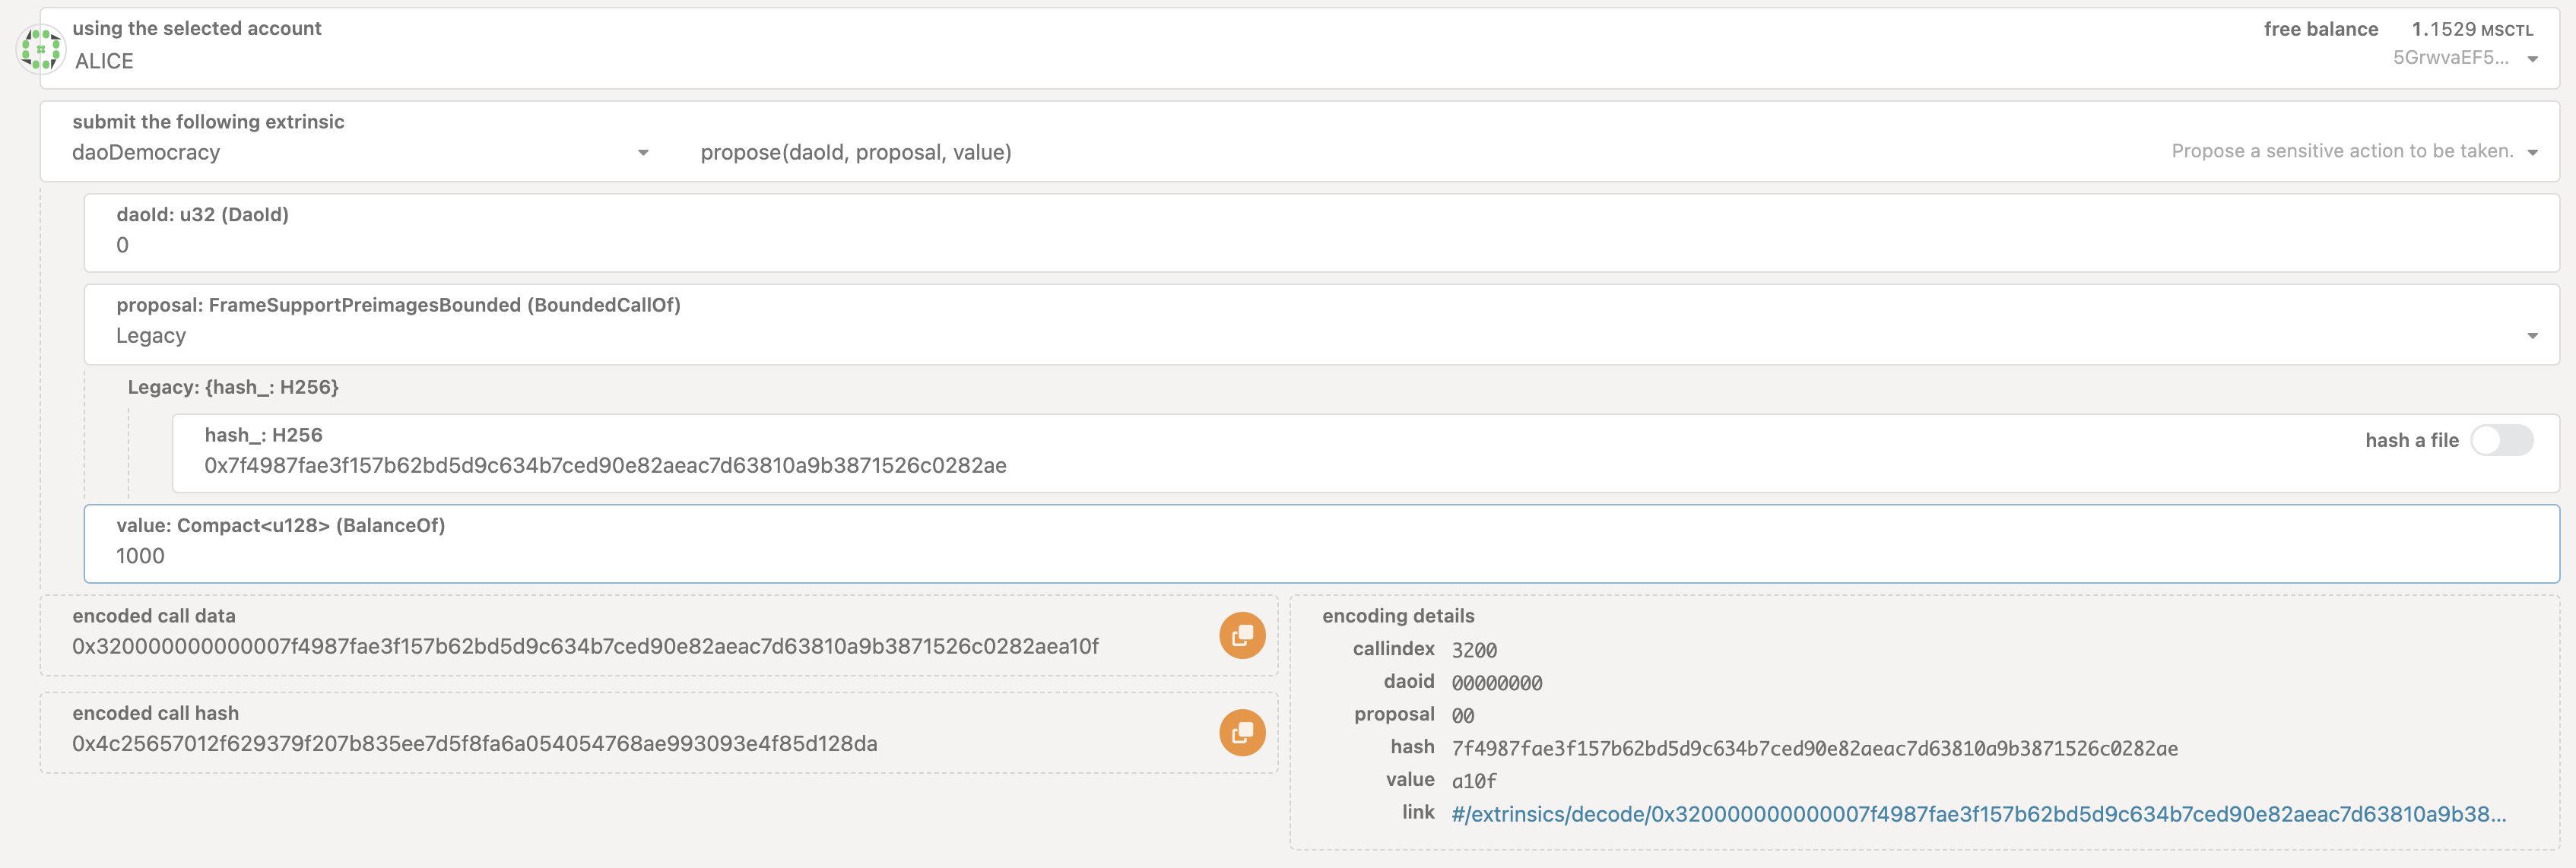 using the selected account
ALICE
free balance 1.1529 MSCTL
5GrwvaEF5...
submit the following extrinsic
daoDemocracy
propose(daoId, proposal, value)
Propose a sensitive action to be taken.
daoId: u32 (DaoId)
0
proposal: FrameSupportPreimagesBounded (BoundedCallOf)
Legacy
Legacy: {hash_: H256}
hash_: H256
0x7f4987fae3f157b62bd5d9c634b7ced90e82aeac7d63810a9b3871526c0282ae
hash a file
value: Compact<u128> (BalanceOf)
1000
encoded call data
0x320000000000007f4987fae3f157b62bd5d9c634b7ced90e82aeac7d63810a9b3871526c0282aea10f
encoded call hash
0x4c25657012f629379f207b835ee7d5f8fa6a054054768ae993093e4f85d128da
encoding details
callindex 3200
daoid 00000000
proposal 00
hash 7f4987fae3f157b62bd5d9c634b7ced90e82aeac7d63810a9b3871526c0282ae
value a10f
link #/extrinsics/decode/0x320000000000007f4987fae3f157b62bd5d9c634b7ced90e82aeac7d63810a9b38...